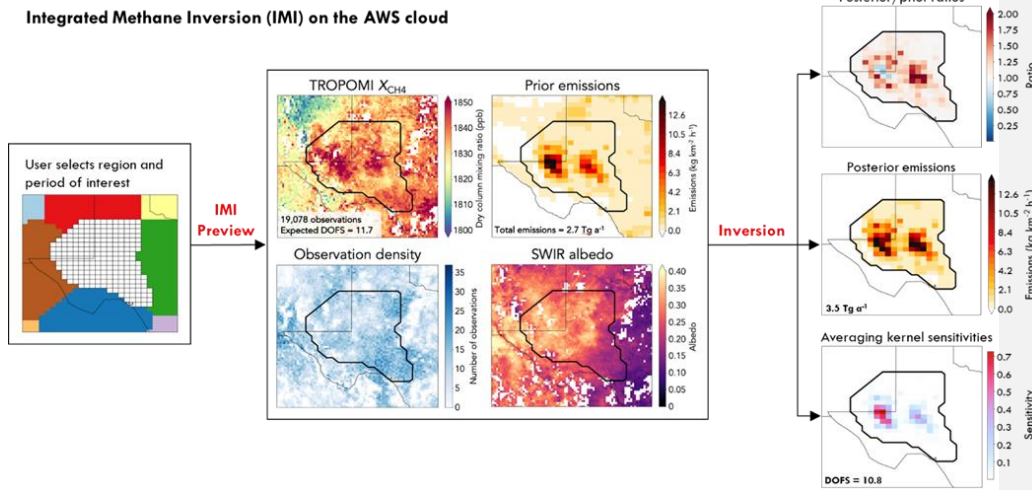 Integrated Methane Inversion (IMI) on the AWS cloud
User selects region and
period of interest
IMI
Preview
TROPOMI XCH4
1850
1840
1830
1820
1810
1800
Dry column mixing ratio (ppb)
19,078 observations
Expected DOFS = 11.7
Prior emissions
12.6
10.5
8.4
6.3
4.2
2.1
0.0
Emissions (kg km-2 h-1)
Total emissions = 2.7 Tg a-1
Observation density
35
30
25
20
15
10
5
0
Number of observations
SWIR albedo
0.40
0.35
0.30
0.25
0.20
0.15
0.10
0.05
0
Albedo
Inversion
Posterior/prior ratios
2.00
1.75
1.50
1.25
1.00
0.75
0.50
0.25
Ratio
Posterior emissions
12.6
10.5
8.4
6.3
4.2
2.1
0.0
Emissions (kg km-2 h-1)
3.5 Tg a-1
Averaging kernel sensitivities
0.7
0.6
0.5
0.4
0.3
0.2
0.1
Sensitivity
DOFS = 10.8